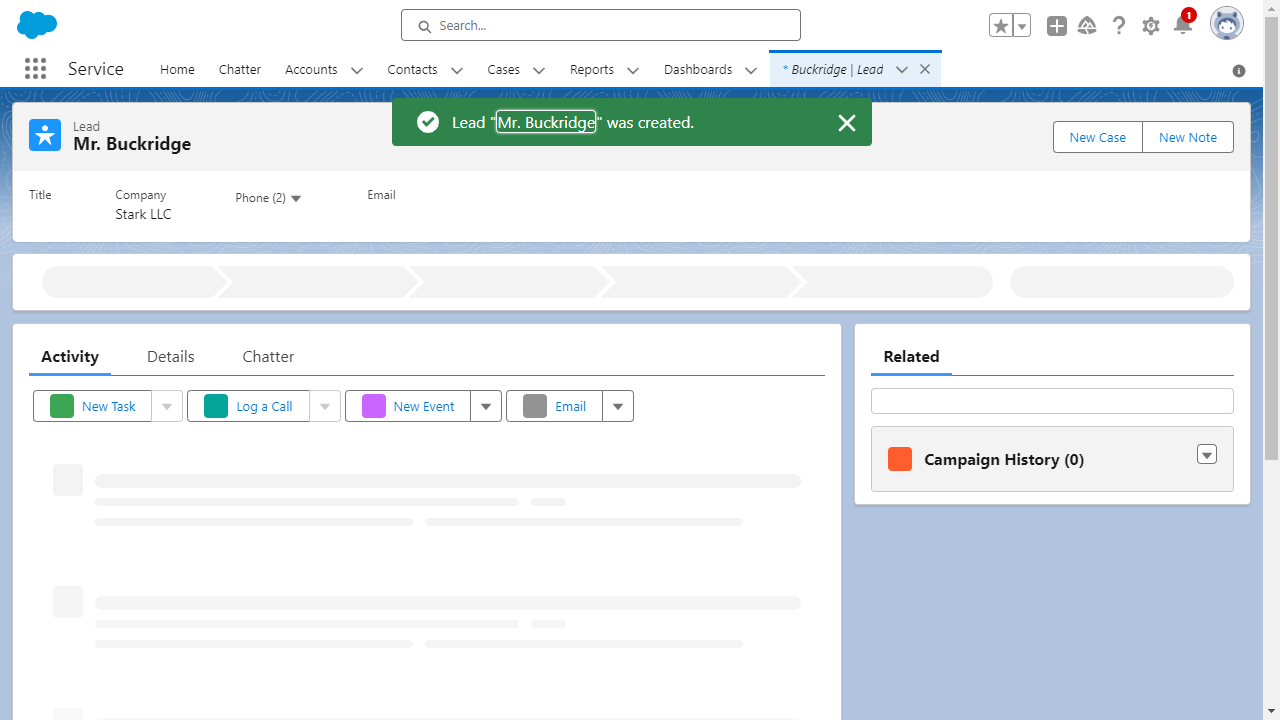 Search...
1
Service
Home
Chatter
Accounts
Contacts
Cases
Reports
Dashboards
* Buckridge | Lead
Lead "Mr. Buckridge" was created.
Lead
Mr. Buckridge
New Case
New Note
Title
Company
Stark LLC
Phone (2)
Email
Activity
Details
Chatter
New Task
Log a Call
New Event
Email
Related
Campaign History (0)